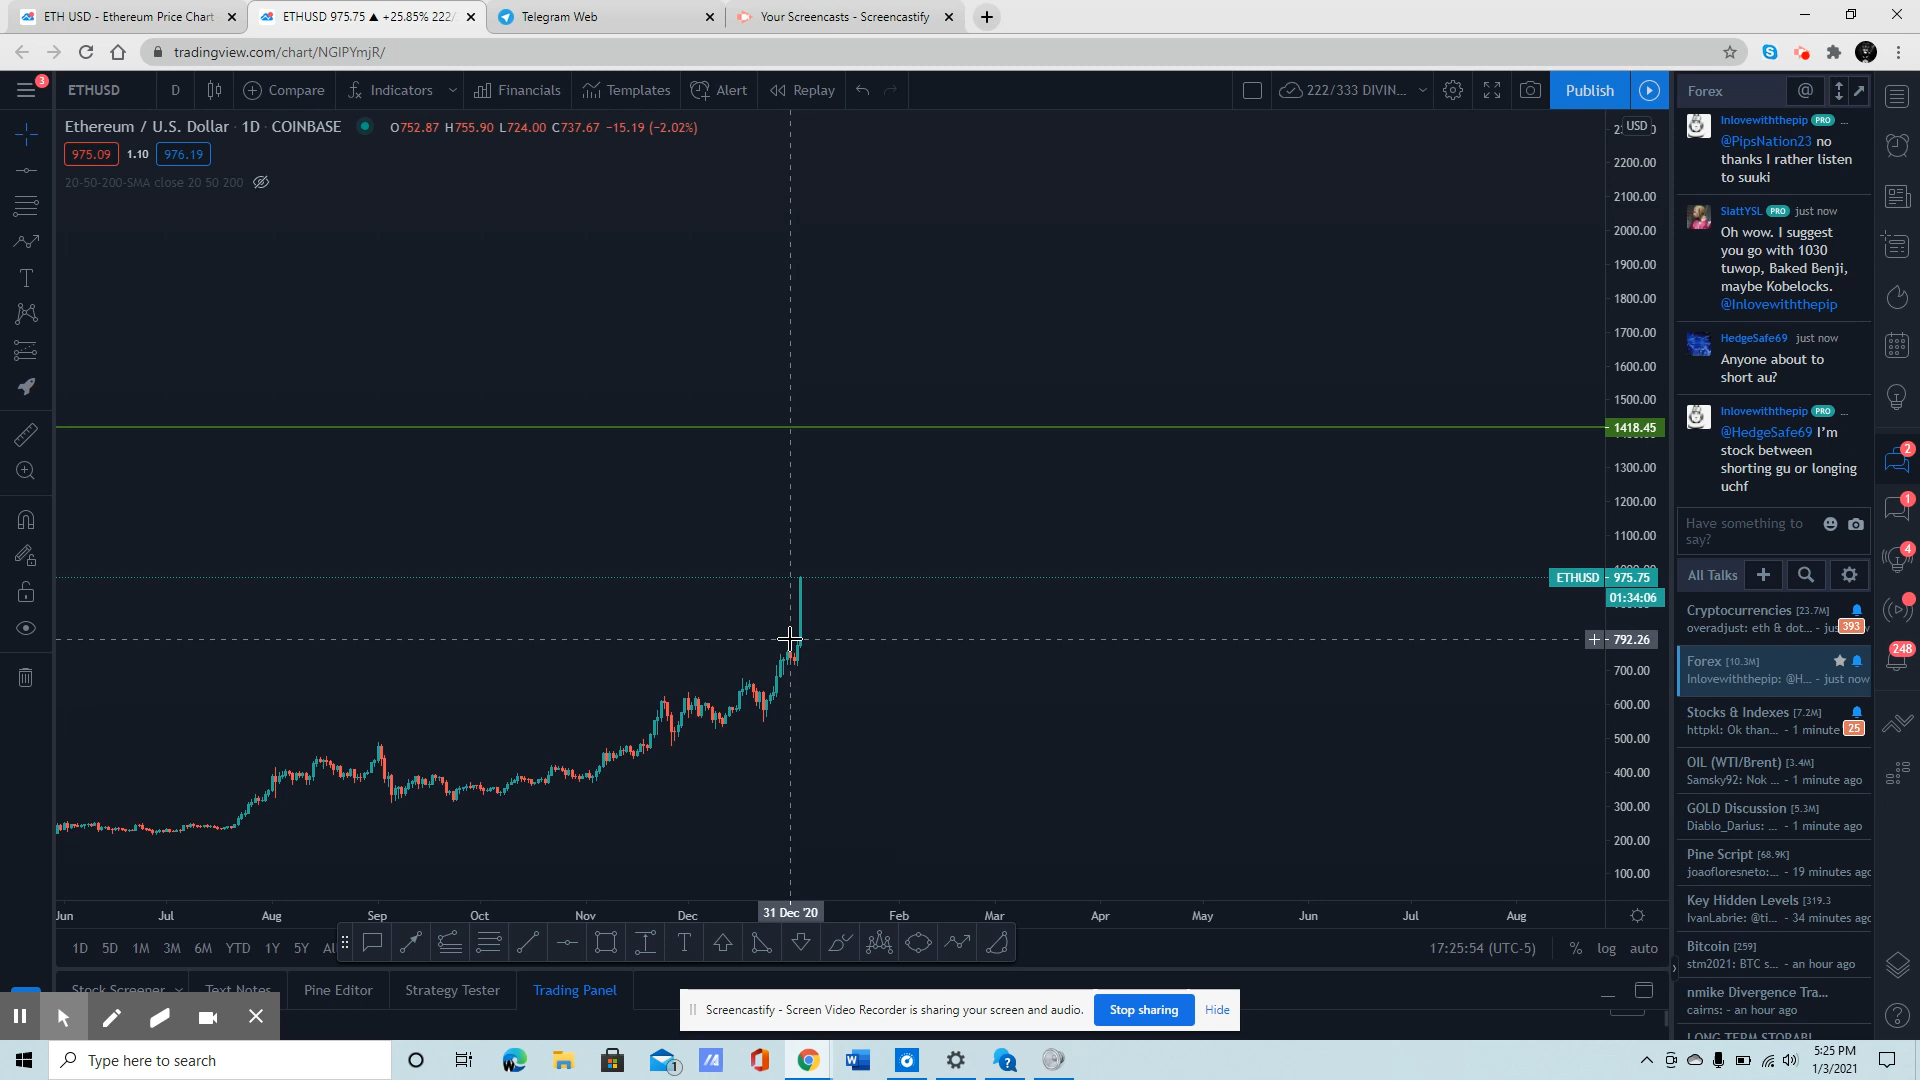 ETH USD - Ethereum Price Chart
ETHUSD 975.75 ▲ +25.85% 222/
Telegram Web
Your Screencasts - Screencastify
tradingview.com/chart/NGIPYmjR/
3
ETHUSD
D
Compare
Indicators
Financials
Templates
Alert
Replay
222/333 DIVIN...
Publish
Ethereum / U.S. Dollar · 1D · COINBASE
O752.87 H755.90 L724.00 C737.67 −15.19 (−2.02%)
975.09
1.10
976.19
20-50-200-SMA close 20 50 200
USD
2200.00
2100.00
2000.00
1900.00
1800.00
1700.00
1600.00
1500.00
1418.45
1300.00
1200.00
1100.00
ETHUSD
975.75
01:34:06
792.26
700.00
600.00
500.00
400.00
300.00
200.00
100.00
Jun
Jul
Aug
Sep
Oct
Nov
Dec
31 Dec '20
Feb
Mar
Apr
May
Jun
Jul
Aug
1D
5D
1M
3M
6M
YTD
1Y
5Y
17:25:54 (UTC-5)
%
log
auto
Stock Screener
Text Notes
Pine Editor
Strategy Tester
Trading Panel
Screencastify - Screen Video Recorder is sharing your screen and audio.
Stop sharing
Hide
Forex
@
Inlovewiththepip PRO ...
@PipsNation23 no
thanks I rather listen
to suuki
SlattYSL PRO just now
Oh wow. I suggest
you go with 1030
tuwop, Baked Benji,
maybe Kobelocks.
@Inlovewiththepip
HedgeSafe69 just now
Anyone about to
short au?
Inlovewiththepip PRO ...
@HedgeSafe69 I'm
stock between
shorting gu or longing
uchf
Have something to
say?
All Talks
Cryptocurrencies [23.7M]
overadjust: eth & dot... - jus
393
Forex [10.3M]
Inlovewiththepip: @H... - just now
Stocks & Indexes [7.2M]
httpkl: Ok than... - 1 minute
25
OIL (WTI/Brent) [3.4M]
Samsky92: Nok ... - 1 minute ago
GOLD Discussion [5.3M]
Diablo_Darius: ... - 1 minute ago
Pine Script [68.9K]
joaofloresneto:... - 19 minutes ago
Key Hidden Levels [319.3
IvanLabrie: @ti... - 34 minutes ago
Bitcoin [259]
stm2021: BTC s... - an hour ago
nmike Divergence Tra...
cairns: - an hour ago
2
1
4
248
Type here to search
1
5:25 PM
1/3/2021